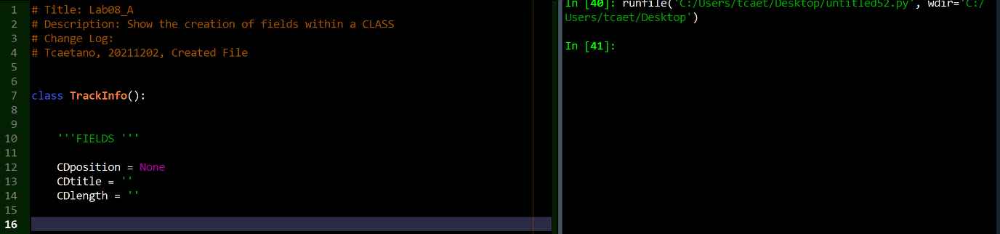 1 # Title: Lab08_A
2 # Description: Show the creation of fields within a CLASS
3 # Change Log:
4 # Tcaetano, 20211202, Created File
5
6
7 class TrackInfo():
8
9
10 '''FIELDS '''
11
12 CDposition = None
13 CDtitle = ''
14 CDlength = ''
15
16
In [40]: runfile('C:/Users/tcaet/Desktop/untitled52.py', wdir='C:/
Users/tcaet/Desktop')
In [41]: